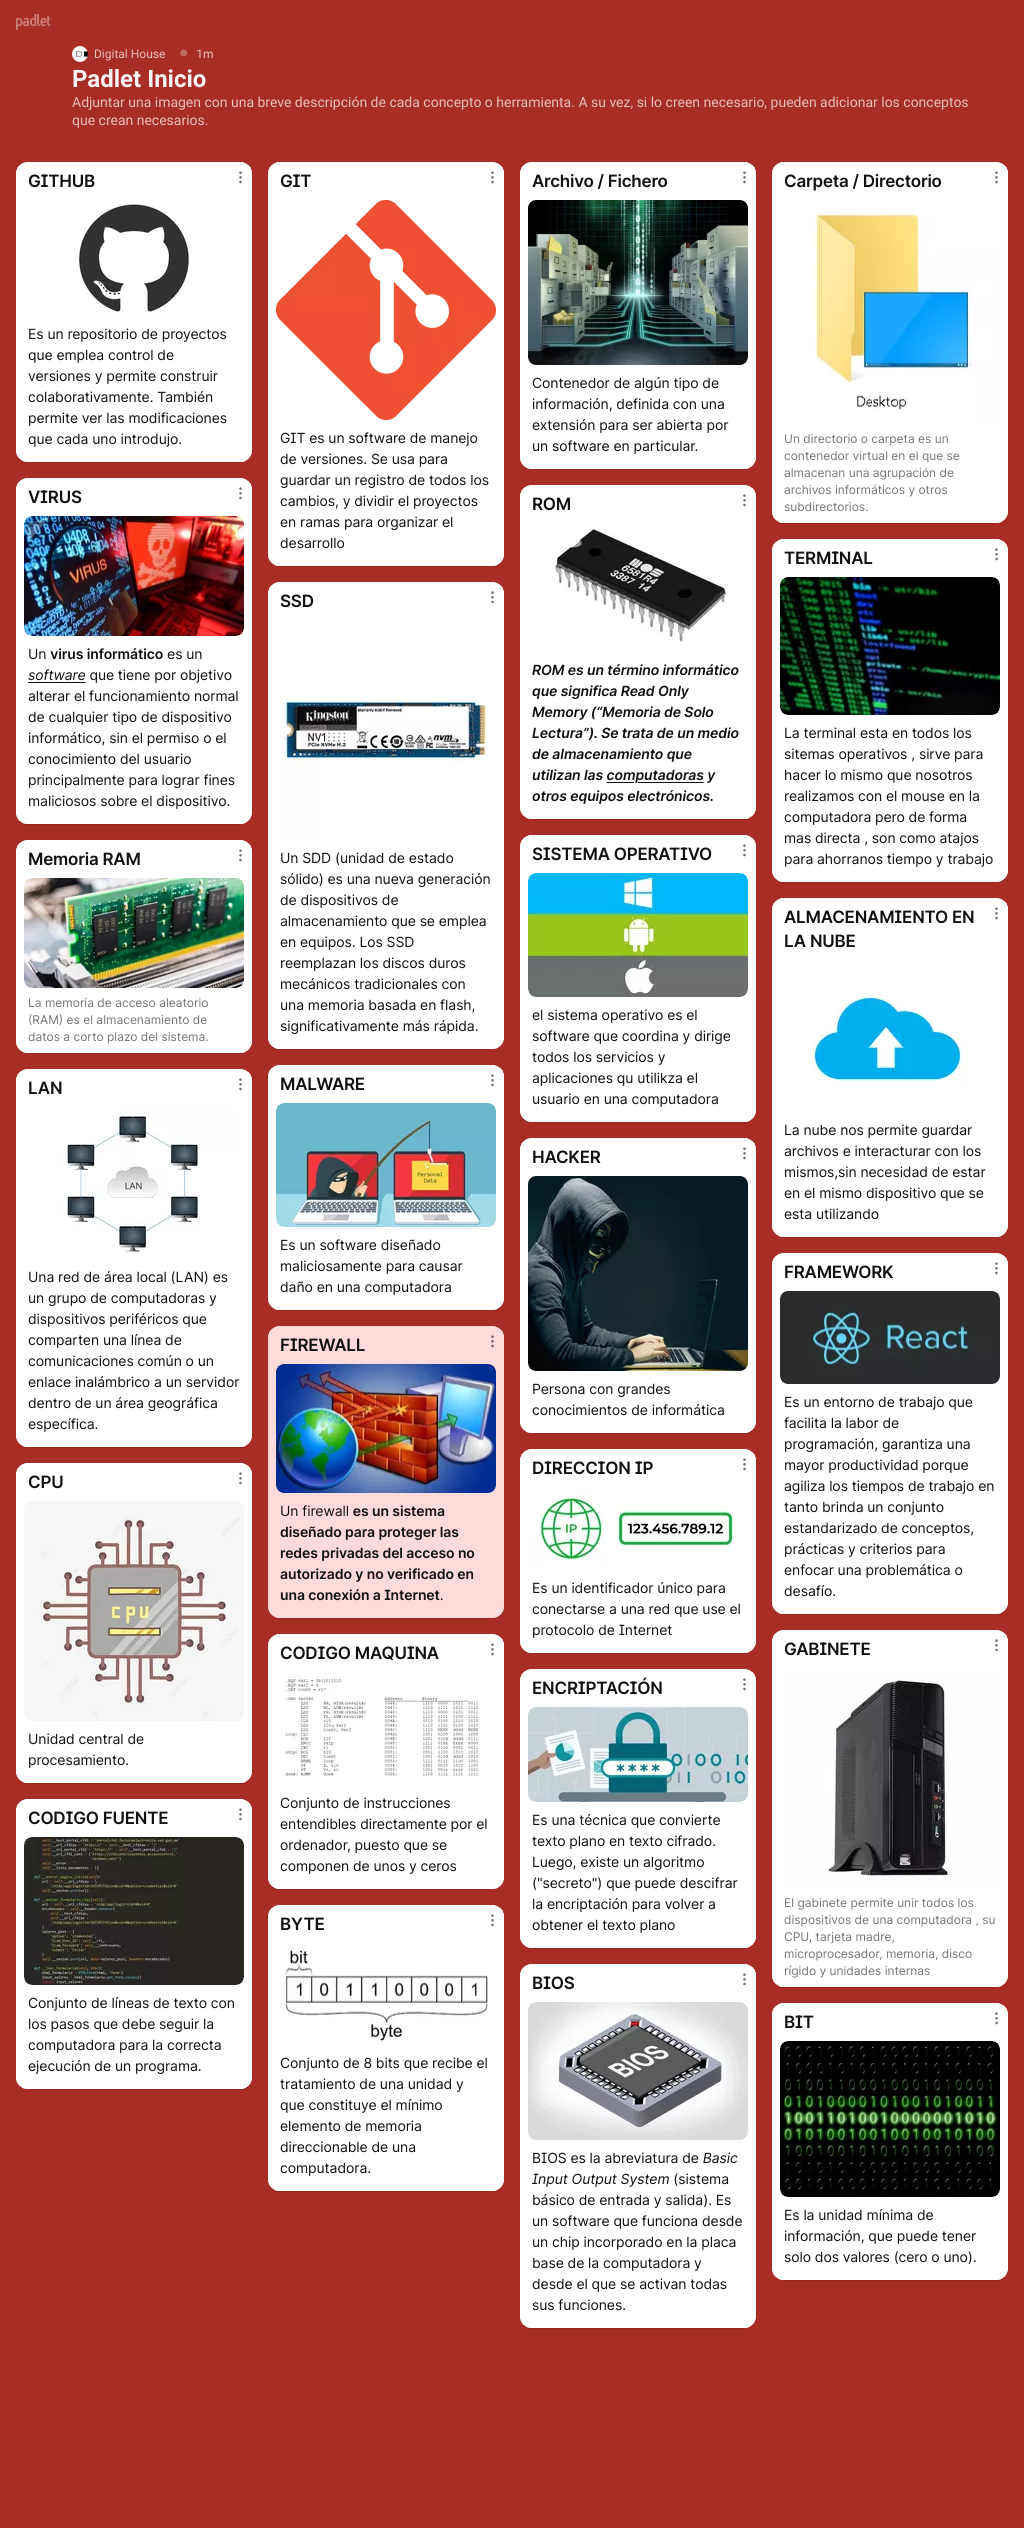 padlet
Digital House 1m
Padlet Inicio
Adjuntar una imagen con una breve descripción de cada concepto o herramienta. A su vez, si lo creen necesario, pueden adicionar los conceptos
que crean necesarios.
GITHUB
Es un repositorio de proyectos
que emplea control de
versiones y permite construir
colaborativamente. También
permite ver las modificaciones
que cada uno introdujo.
VIRUS
VIRUS
Un virus informático es un
software que tiene por objetivo
alterar el funcionamiento normal
de cualquier tipo de dispositivo
informático, sin el permiso o el
conocimiento del usuario
principalmente para lograr fines
maliciosos sobre el dispositivo.
Memoria RAM
La memoria de acceso aleatorio
(RAM) es el almacenamiento de
datos a corto plazo del sistema.
LAN
LAN
Una red de área local (LAN) es
un grupo de computadoras y
dispositivos periféricos que
comparten una línea de
comunicaciones común o un
enlace inalámbrico a un servidor
dentro de un área geográfica
específica.
CPU
cpu
Unidad central de
procesamiento.
CODIGO FUENTE
Conjunto de líneas de texto con
los pasos que debe seguir la
computadora para la correcta
ejecución de un programa.
GIT
GIT es un software de manejo
de versiones. Se usa para
guardar un registro de todos los
cambios, y dividir el proyectos
en ramas para organizar el
desarrollo
SSD
Kingston
NV1
PCIe NVMe M.2
nvm
Un SDD (unidad de estado
sólido) es una nueva generación
de dispositivos de
almacenamiento que se emplea
en equipos. Los SSD
reemplazan los discos duros
mecánicos tradicionales con
una memoria basada en flash,
significativamente más rápida.
MALWARE
Personal
Data
Es un software diseñado
maliciosamente para causar
daño en una computadora
FIREWALL
Un firewall es un sistema
diseñado para proteger las
redes privadas del acceso no
autorizado y no verificado en
una conexión a Internet.
CODIGO MAQUINA
Conjunto de instrucciones
entendibles directamente por el
ordenador, puesto que se
componen de unos y ceros
BYTE
bit
1 0 1 1 0 0 0 1
byte
Conjunto de 8 bits que recibe el
tratamiento de una unidad y
que constituye el mínimo
elemento de memoria
direccionable de una
computadora.
Archivo / Fichero
Contenedor de algún tipo de
información, definida con una
extensión para ser abierta por
un software en particular.
ROM
6581R4
3387 14
ROM es un término informático
que significa Read Only
Memory (“Memoria de Solo
Lectura”). Se trata de un medio
de almacenamiento que
utilizan las computadoras y
otros equipos electrónicos.
SISTEMA OPERATIVO
el sistema operativo es el
software que coordina y dirige
todos los servicios y
aplicaciones qu utilikza el
usuario en una computadora
HACKER
Persona con grandes
conocimientos de informática
DIRECCION IP
IP
123.456.789.12
Es un identificador único para
conectarse a una red que use el
protocolo de Internet
ENCRIPTACIÓN
****
Es una técnica que convierte
texto plano en texto cifrado.
Luego, existe un algoritmo
("secreto") que puede descifrar
la encriptación para volver a
obtener el texto plano
BIOS
BIOS
BIOS es la abreviatura de Basic
Input Output System (sistema
básico de entrada y salida). Es
un software que funciona desde
un chip incorporado en la placa
base de la computadora y
desde el que se activan todas
sus funciones.
Carpeta / Directorio
Desktop
Un directorio o carpeta es un
contenedor virtual en el que se
almacenan una agrupación de
archivos informáticos y otros
subdirectorios.
TERMINAL
La terminal esta en todos los
sitemas operativos , sirve para
hacer lo mismo que nosotros
realizamos con el mouse en la
computadora pero de forma
mas directa , son como atajos
para ahorranos tiempo y trabajo
ALMACENAMIENTO EN
LA NUBE
La nube nos permite guardar
archivos e interacturar con los
mismos,sin necesidad de estar
en el mismo dispositivo que se
esta utilizando
FRAMEWORK
React
Es un entorno de trabajo que
facilita la labor de
programación, garantiza una
mayor productividad porque
agiliza los tiempos de trabajo en
tanto brinda un conjunto
estandarizado de conceptos,
prácticas y criterios para
enfocar una problemática o
desafío.
GABINETE
El gabinete permite unir todos los
dispositivos de una computadora , su
CPU, tarjeta madre,
microprocesador, memoria, disco
rígido y unidades internas
BIT
Es la unidad mínima de
información, que puede tener
solo dos valores (cero o uno).